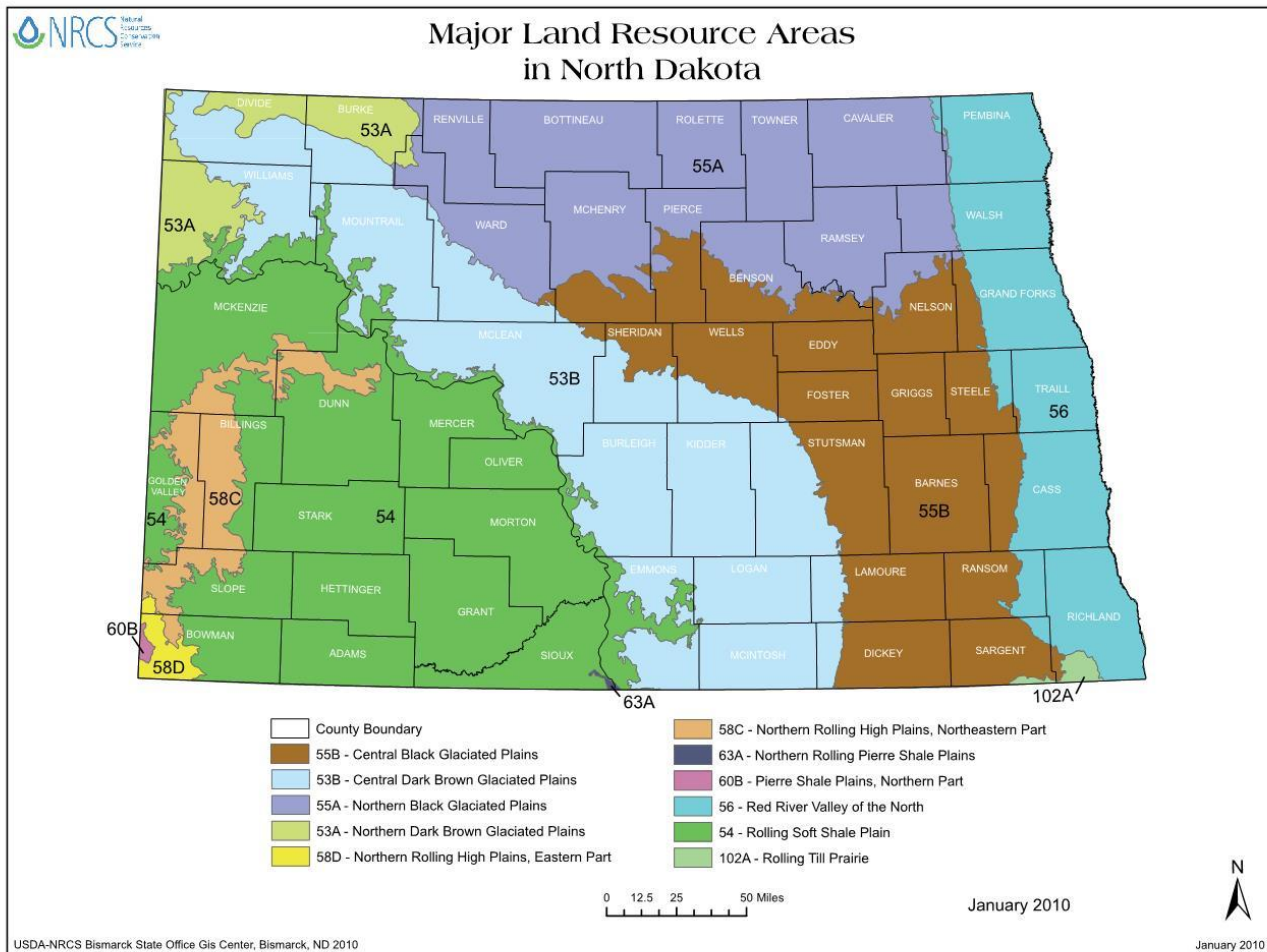 NRCS
Natural
Resources
Conservation
Service
Major Land Resource Areas
in North Dakota
DIVIDE
BURKE
53A
RENVILLE
BOTTINEAU
ROLETTE
TOWNER
CAVALIER
PEMBINA
55A
WILLIAMS
53A
MOUNTRAIL
WARD
MCHENRY
PIERCE
RAMSEY
WALSH
BENSON
MCKENZIE
NELSON
GRAND FORKS
MCLEAN
SHERIDAN
WELLS
EDDY
53B
DUNN
FOSTER
GRIGGS
STEELE
TRAILL
56
BILLINGS
MERCER
BURLEIGH
KIDDER
STUTSMAN
OLIVER
GOLDEN
VALLEY
58C
BARNES
CASS
54
STARK
54
MORTON
55B
SLOPE
HETTINGER
GRANT
EMMONS
LOGAN
LAMOURE
RANSOM
RICHLAND
60B
BOWMAN
58D
ADAMS
SIOUX
MCINTOSH
DICKEY
SARGENT
63A
102A
County Boundary
55B - Central Black Glaciated Plains
53B - Central Dark Brown Glaciated Plains
55A - Northern Black Glaciated Plains
53A - Northern Dark Brown Glaciated Plains
58D - Northern Rolling High Plains, Eastern Part
58C - Northern Rolling High Plains, Northeastern Part
63A - Northern Rolling Pierre Shale Plains
60B - Pierre Shale Plains, Northern Part
56 - Red River Valley of the North
54 - Rolling Soft Shale Plain
102A - Rolling Till Prairie
0 12.5 25 50 Miles
January 2010
N
USDA-NRCS Bismarck State Office Gis Center, Bismarck, ND 2010
January 2010